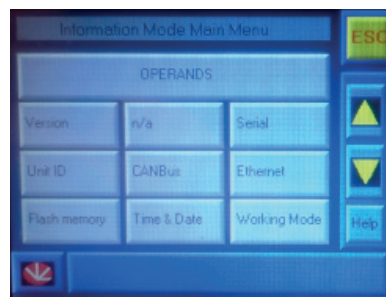 Information Mode Main Menu
ESC
OPERANDS
Version
n/a
Serial
Unit ID
CANBus
Ethernet
Flash memory
Time & Date
Working Mode
Help